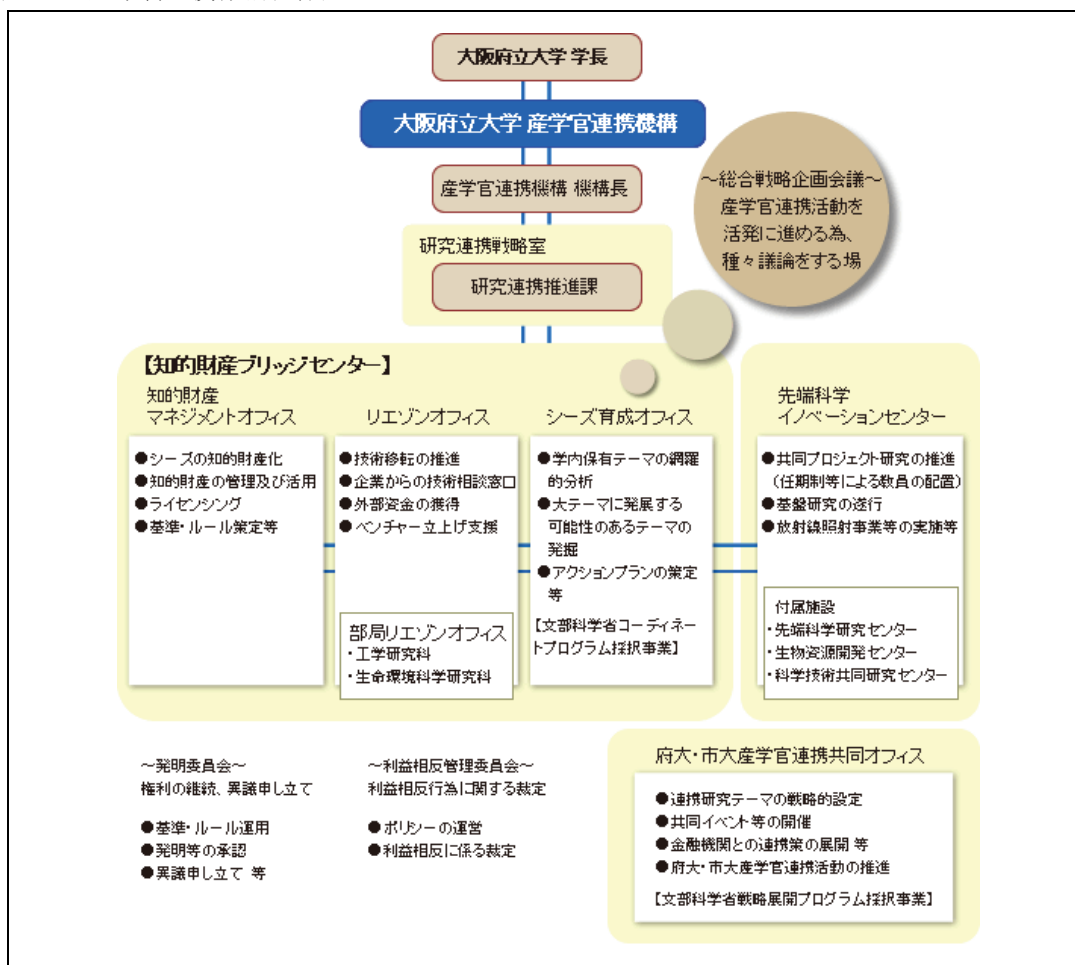 大阪府立大学 学長
大阪府立大学 産学官連携機構
産学官連携機構 機構長
～総合戦略企画会議～
産学官連携活動を
活発に進める為、
種々議論をする場
研究連携戦略室
研究連携推進課
【知的財産ブリッジセンター】
知的財産
マネジメントオフィス
●シーズの知的財産化
●知的財産の管理及び活用
●ライセンシング
●基準・ルール策定等
リエゾンオフィス
●技術移転の推進
●企業からの技術相談窓口
●外部資金の獲得
●ベンチャー立上げ支援
部局リエゾンオフィス
・工学研究科
・生命環境科学研究科
シーズ育成オフィス
●学内保有テーマの網羅
的分析
●大テーマに発展する
可能性のあるテーマの
発掘
●アクションプランの策定
等
【文部科学省コーディネー
トプログラム採択事業】
先端科学
イノベーションセンター
●共同プロジェクト研究の推進
(任期制等による教員の配置)
●基盤研究の遂行
●放射線照射事業等の実施等
付属施設
・先端科学研究センター
・生物資源開発センター
・科学技術共同研究センター
～発明委員会～
権利の継続、異議申し立て
●基準・ルール運用
●発明等の承認
●異議申し立て 等
～利益相反管理委員会～
利益相反行為に関する裁定
●ポリシーの運営
●利益相反に係る裁定
府大・市大産学官連携共同オフィス
●連携研究テーマの戦略的設定
●共同イベント等の開催
●金融機関との連携策の展開 等
●府大・市大産学官連携活動の推進
【文部科学省戦略展開プログラム採択事業】